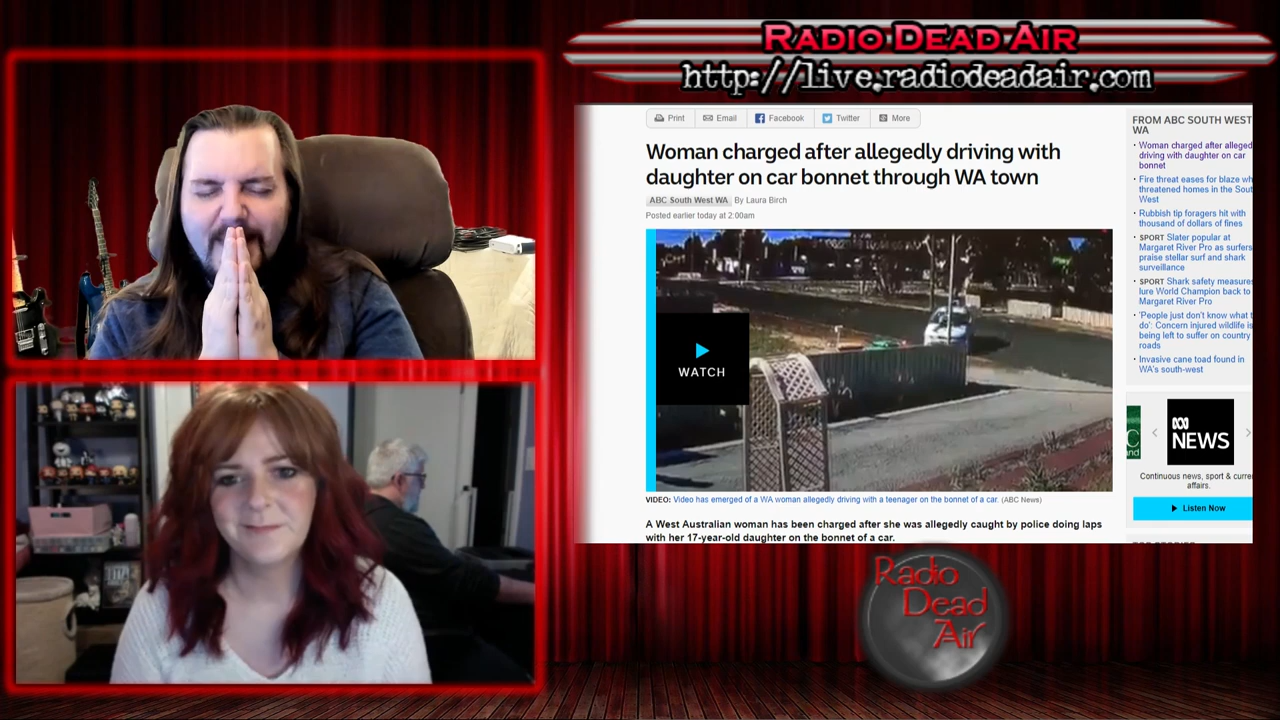 Radio Dead Air
http://live.radiodeadair.com
Print
Email
Facebook
Twitter
More
Woman charged after allegedly driving with
daughter on car bonnet through WA town
ABC South West WA By Laura Birch
Posted earlier today at 2:00am
WATCH
VIDEO: Video has emerged of a WA woman allegedly driving with a teenager on the bonnet of a car. (ABC News)
A West Australian woman has been charged after she was allegedly caught by police doing laps
with her 17-year-old daughter on the bonnet of a car.
FROM ABC SOUTH WEST
WA
Woman charged after alleged
driving with daughter on car
bonnet
Fire threat eases for blaze wh
threatened homes in the Sout
West
Rubbish tip foragers hit with
thousand of dollars of fines
SPORT Slater popular at
Margaret River Pro as surfers
praise stellar surf and shark
surveillance
SPORT Shark safety measure
lure World Champion back to
Margaret River Pro
'People just don't know what t
do': Concern injured wildlife is
being left to suffer on country
roads
Invasive cane toad found in
WA's south-west
NEWS
Continuous news, sport & curre
affairs.
Listen Now
Radio
Dead
Air